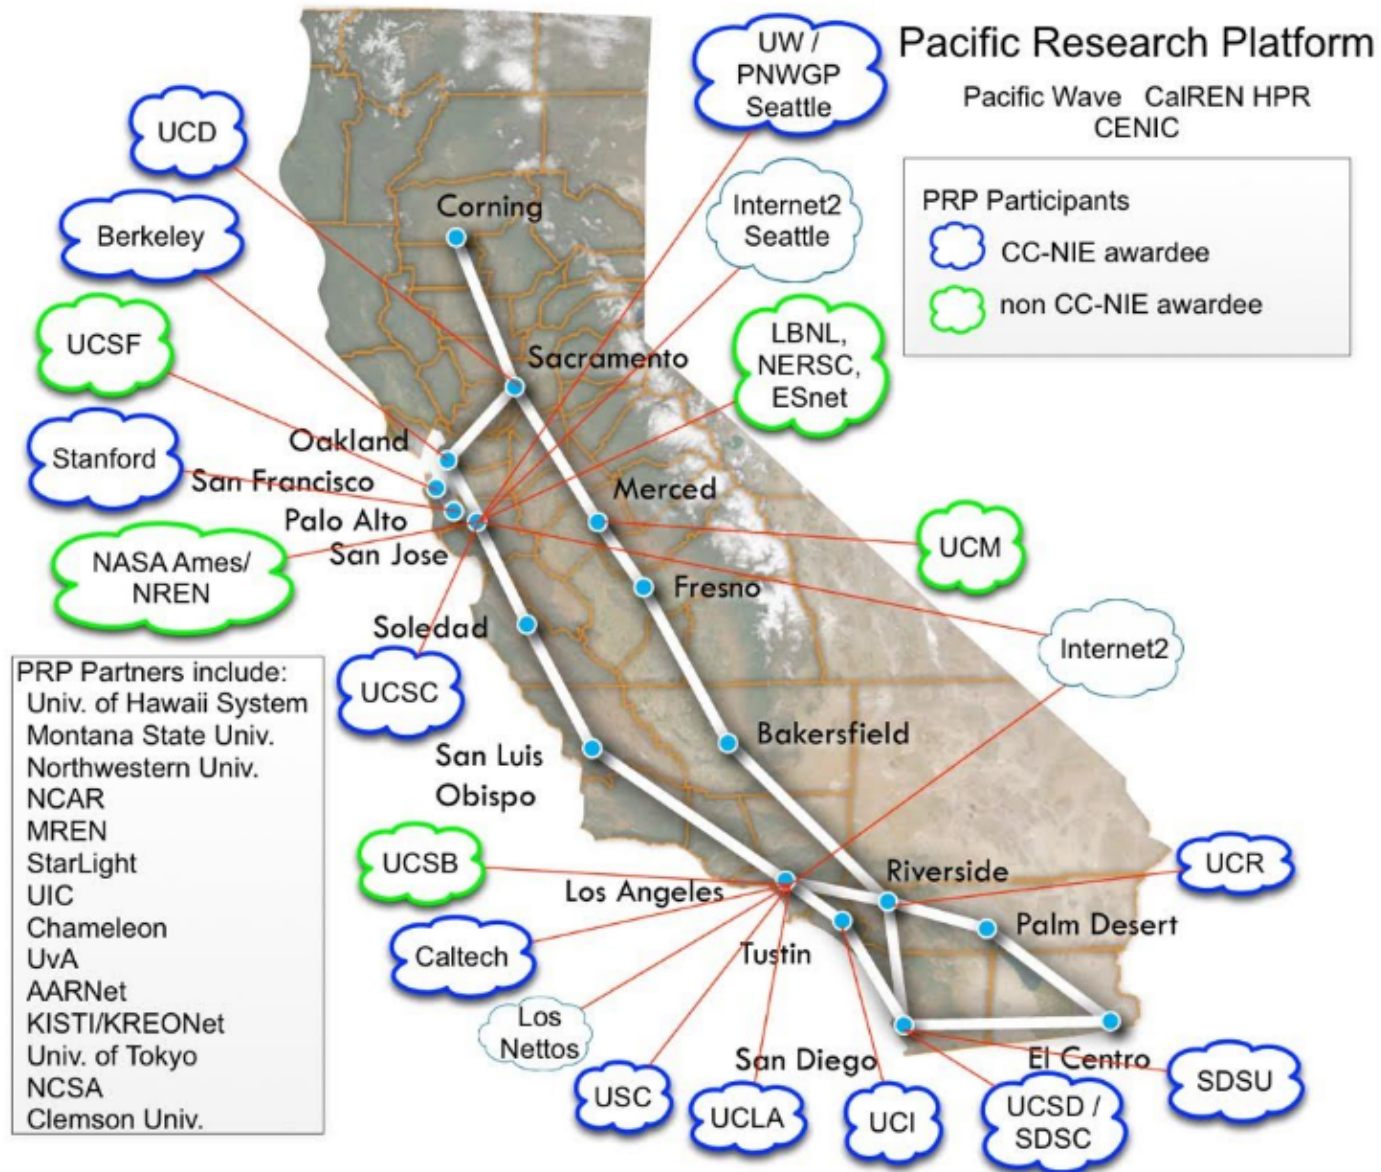 Pacific Research Platform
Pacific Wave CalREN HPR
CENIC
PRP Participants
CC-NIE awardee
non CC-NIE awardee
UW /
PNWGP
Seattle
UCD
Internet2
Seattle
Berkeley
Corning
UCSF
LBNL,
NERSC,
ESnet
Sacramento
Oakland
Stanford
San Francisco
Merced
Palo Alto
San Jose
UCM
NASA Ames/
NREN
Fresno
Soledad
Internet2
UCSC
PRP Partners include:
Univ. of Hawaii System
Montana State Univ.
Northwestern Univ.
NCAR
MREN
StarLight
UIC
Chameleon
UvA
AARNet
KISTI/KREONet
Univ. of Tokyo
NCSA
Clemson Univ.
San Luis
Obispo
Bakersfield
UCSB
Los Angeles
Riverside
UCR
Caltech
Tustin
Palm Desert
Los
Nettos
San Diego
El Centro
USC
UCLA
UCI
UCSD /
SDSC
SDSU